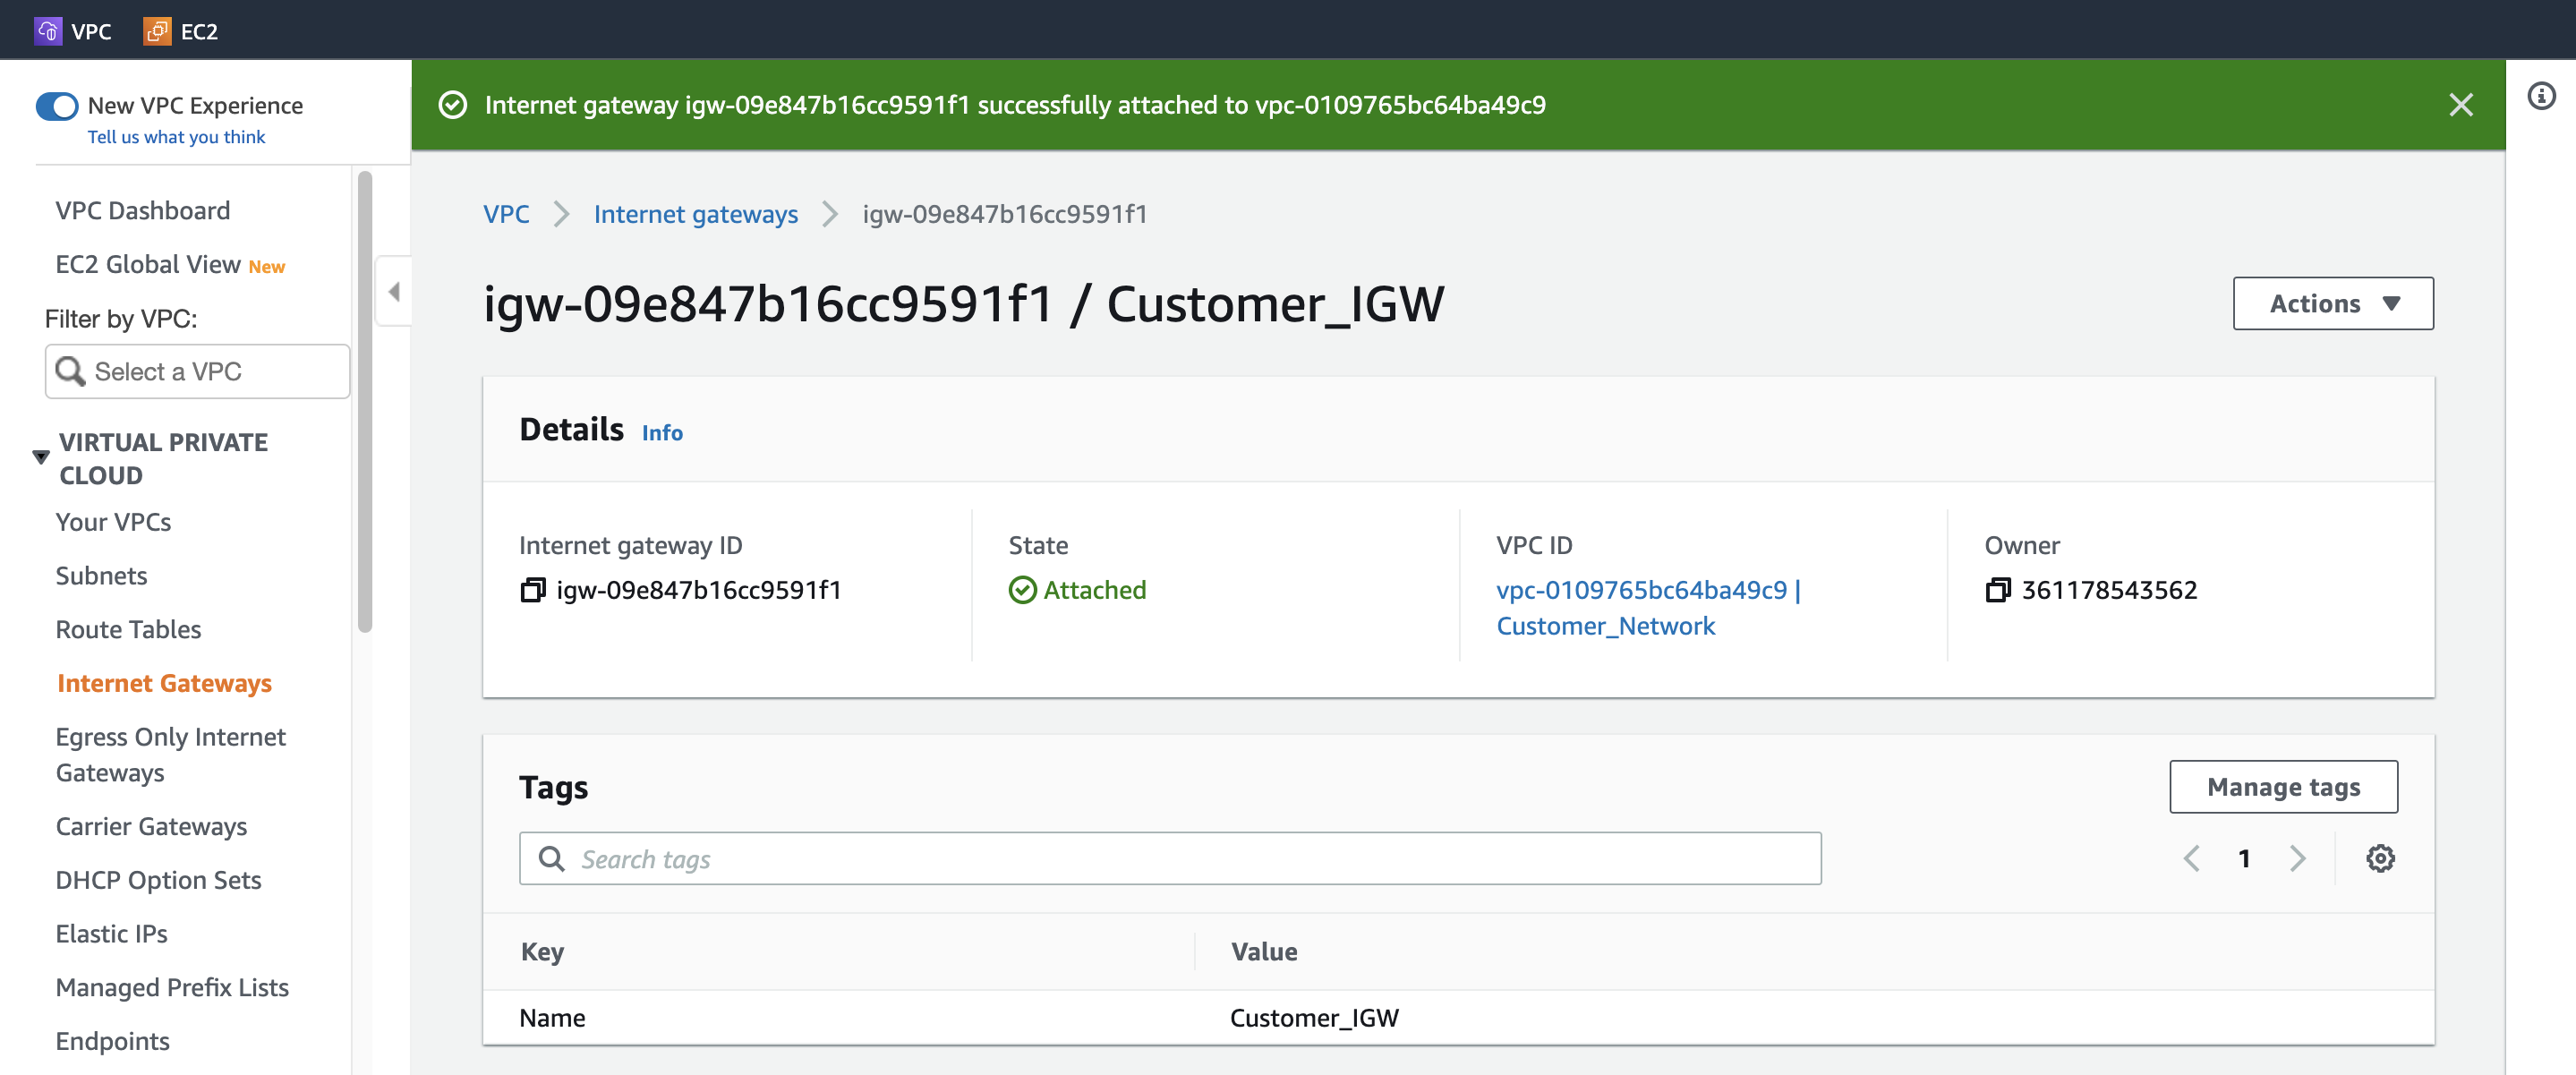 VPC EC2
New VPC Experience
Tell us what you think
VPC Dashboard
EC2 Global View New
Filter by VPC:
Select a VPC
VIRTUAL PRIVATE
CLOUD
Your VPCs
Subnets
Route Tables
Internet Gateways
Egress Only Internet
Gateways
Carrier Gateways
DHCP Option Sets
Elastic IPs
Managed Prefix Lists
Endpoints
Internet gateway igw-09e847b16cc9591f1 successfully attached to vpc-0109765bc64ba49c9
VPC Internet gateways igw-09e847b16cc9591f1
igw-09e847b16cc9591f1 / Customer_IGW
Actions
Details Info
Internet gateway ID
igw-09e847b16cc9591f1
State
Attached
VPC ID
vpc-0109765bc64ba49c9 |
Customer_Network
Owner
361178543562
Tags
Manage tags
Search tags
1
Key Value
Name Customer_IGW